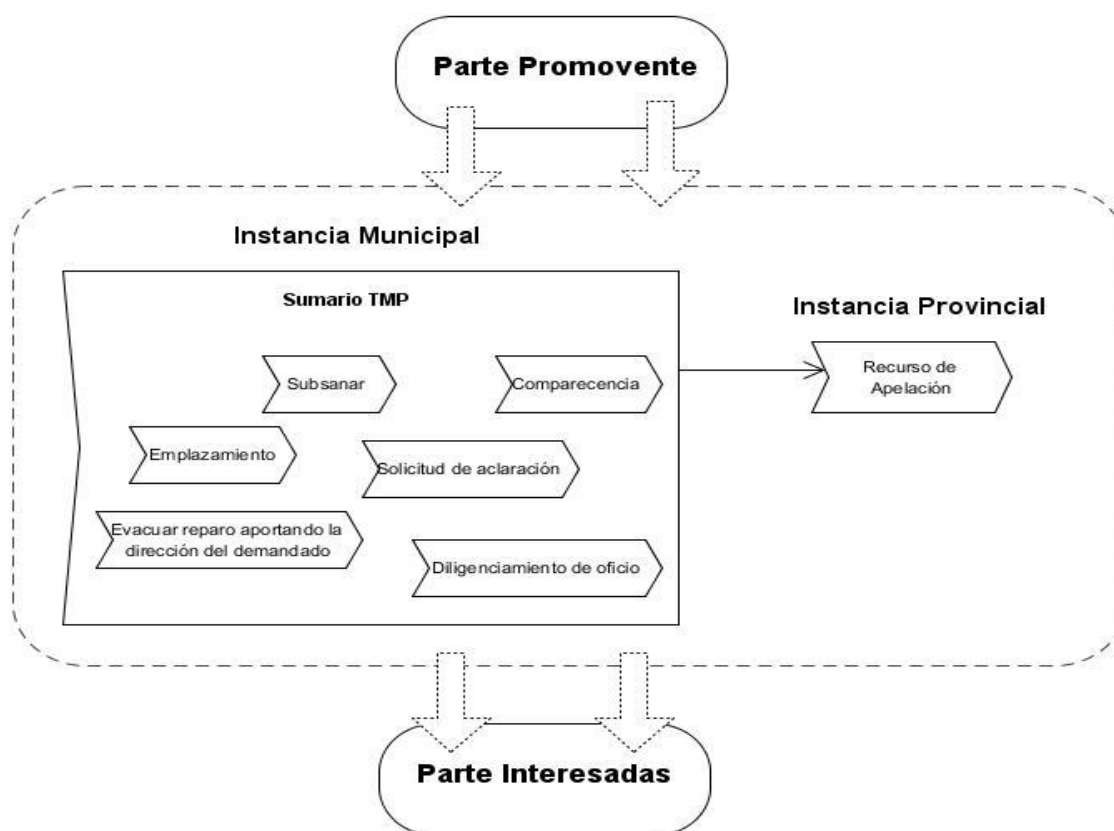 Parte Promovente
Instancia Municipal
Sumario TMP
Instancia Provincial
Subsanar
Comparecencia
Recurso de
Apelación
Emplazamiento
Solicitud de aclaración
Evacuar reparo aportando la
dirección del demandado
Diligenciamiento de oficio
Parte Interesadas